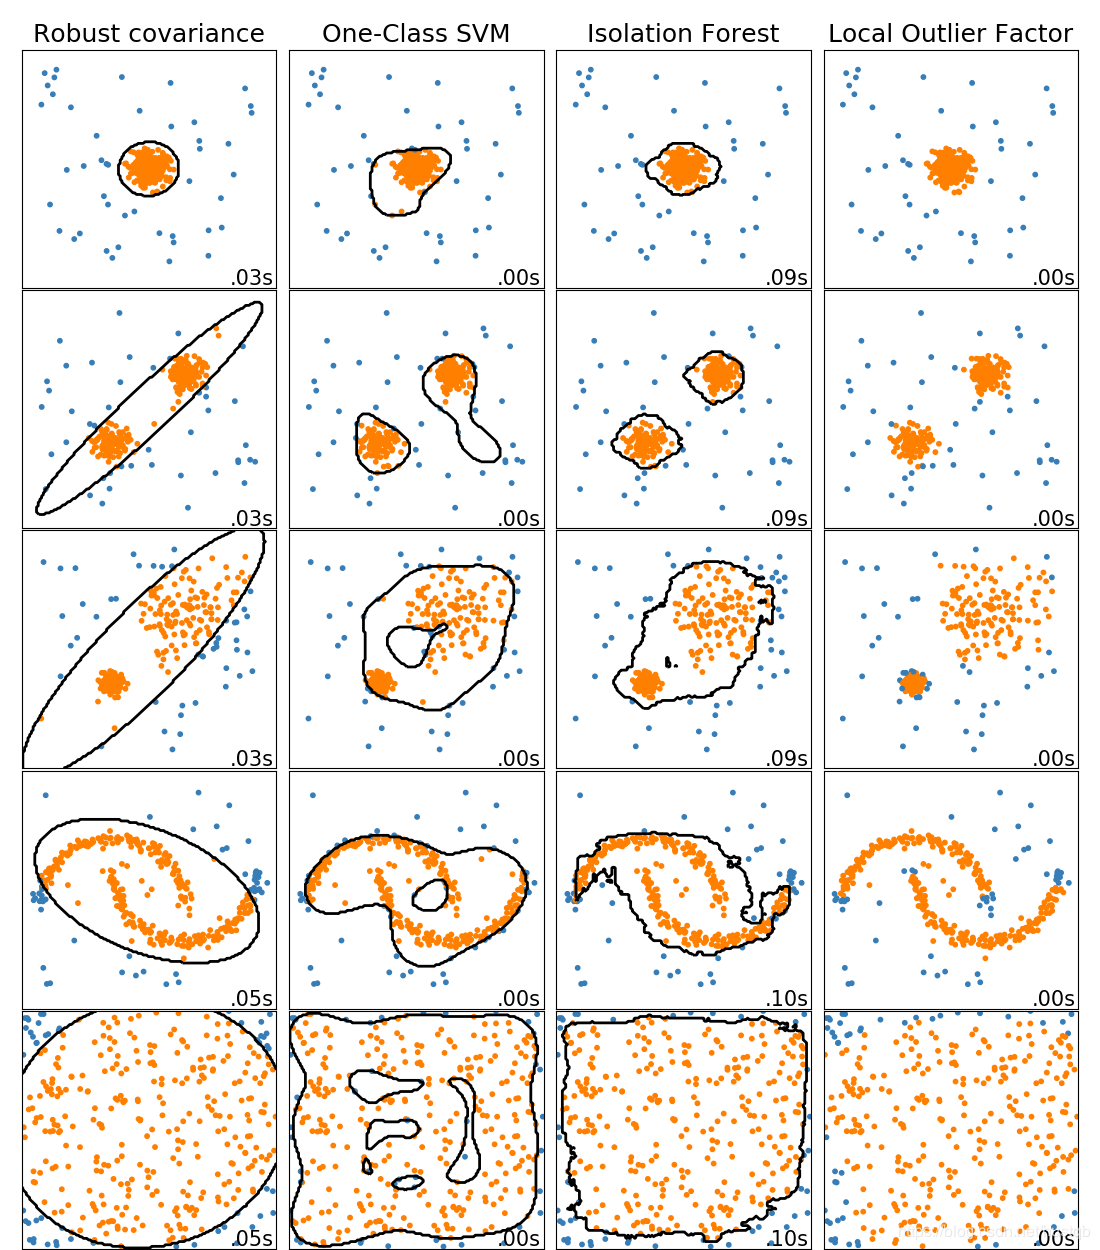 Robust covariance One-Class SVM Isolation Forest Local Outlier Factor
.03s .00s .09s .00s
.03s .00s .09s .00s
.03s .00s .09s .00s
.05s .00s .10s .00s
.05s .00s .10s .00s